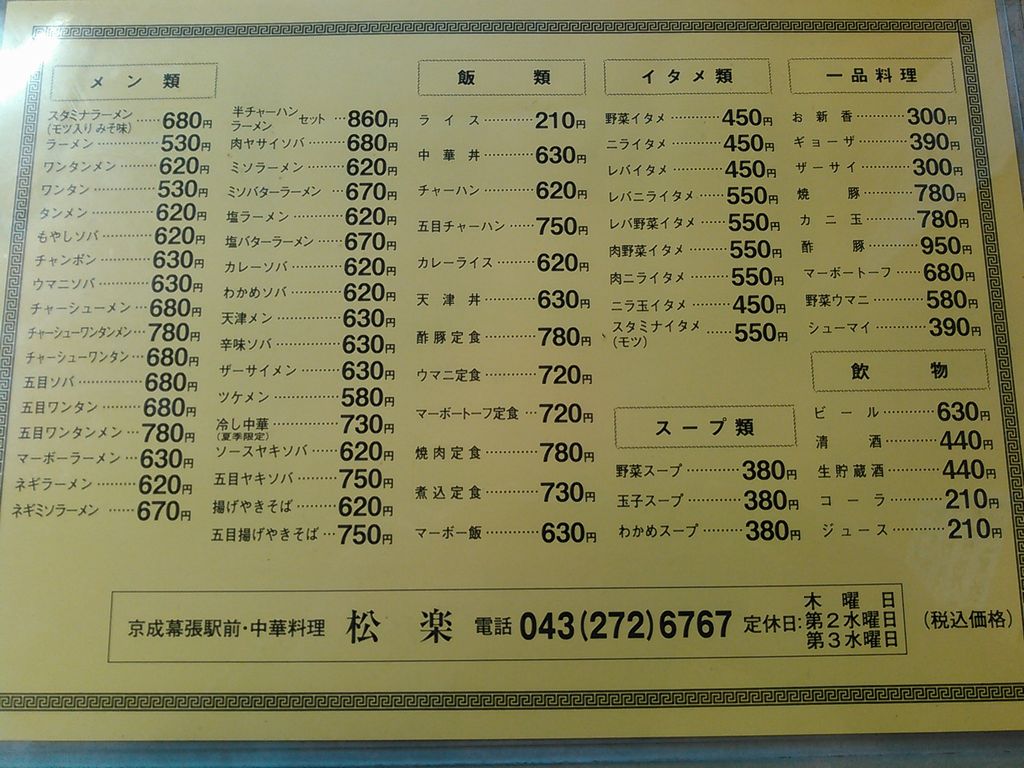 メン類
スタミナラーメン(モツ入り みそ味)……680円
ラーメン……530円
ワンタンメン……620円
ワンタン……530円
タンメン……620円
もやしソバ……620円
チャンポン……630円
ウマニソバ……630円
チャーシューメン……680円
チャーシューワンタンメン……780円
チャーシューワンタン……680円
五目ソバ……680円
五目ワンタン……680円
五目ワンタンメン……780円
マーボーラーメン……630円
ネギラーメン……620円
ネギミソラーメン……670円
半チャーハン ラーメン セット……860円
肉ヤサイソバ……680円
ミソラーメン……620円
ミソバターラーメン……670円
塩ラーメン……620円
塩バターラーメン……670円
カレーソバ……620円
わかめソバ……620円
天津メン……630円
辛味ソバ……630円
ザーサイメン……630円
ツケメン……580円
冷し中華(夏季限定)……730円
ソースヤキソバ……620円
五目ヤキソバ……750円
揚げやきそば……620円
五目揚げやきそば……750円
飯類
ライス……210円
中華丼……630円
チャーハン……620円
五目チャーハン……750円
カレーライス……620円
天津丼……630円
酢豚定食……780円
ウマニ定食……720円
マーボートーフ定食……720円
焼肉定食……780円
煮込定食……730円
マーボー飯……630円
イタメ類
野菜イタメ……450円
ニライタメ……450円
レバイタメ……450円
レバニライタメ……550円
レバ野菜イタメ……550円
肉野菜イタメ……550円
肉ニライタメ……550円
ニラ玉イタメ……450円
スタミナイタメ(モツ)……550円
スープ類
野菜スープ……380円
玉子スープ……380円
わかめスープ……380円
一品料理
お新香……300円
ギョーザ……390円
ザーサイ……300円
焼豚……780円
カニ玉……780円
酢豚……950円
マーボートーフ……680円
野菜ウマニ……580円
シューマイ……390円
飲物
ビール……630円
清酒……440円
生貯蔵酒……440円
コーラ……210円
ジュース……210円
京成幕張駅前・中華料理 松楽 電話 043(272)6767 定休日:木曜日
第2水曜日
第3水曜日
(税込価格)